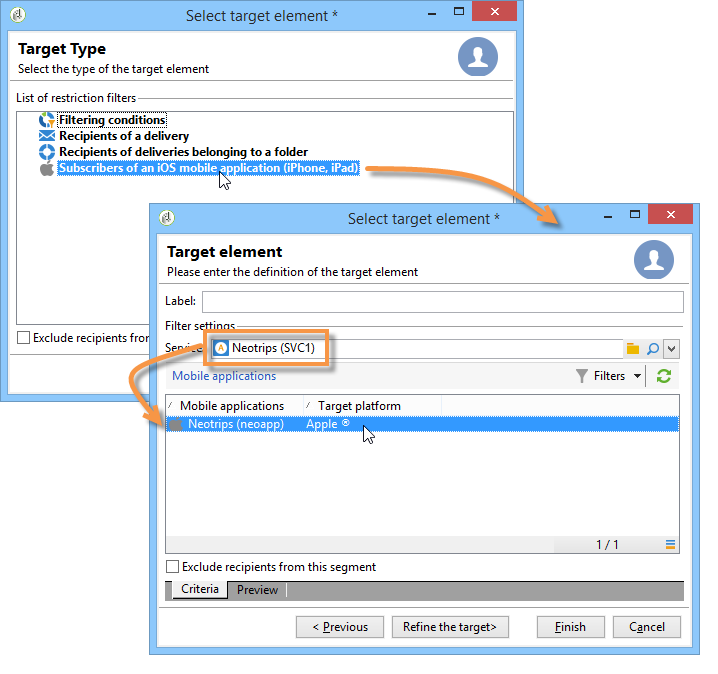 Select target element *
Target Type
Select the type of the target element
List of restriction filters
Filtering conditions
Recipients of a delivery
Recipients of deliveries belonging to a folder
Subscribers of an iOS mobile application (iPhone, iPad)
Exclude recipients fro
Select target element *
Target element
Please enter the definition of the target element
Label:
Filter settings
Service Neotrips (SVC1)
Mobile applications Filters
Mobile applications Target platform
Neotrips (neoapp) Apple ®
1 / 1
Exclude recipients from this segment
Criteria Preview
< Previous Refine the target> Finish Cancel